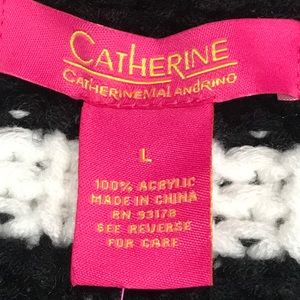 CATHERINE
CATHERINEMALANDRINO
L
100% ACRYLIC
MADE IN CHINA
RN 93178
SEE REVERSE
FOR CARE